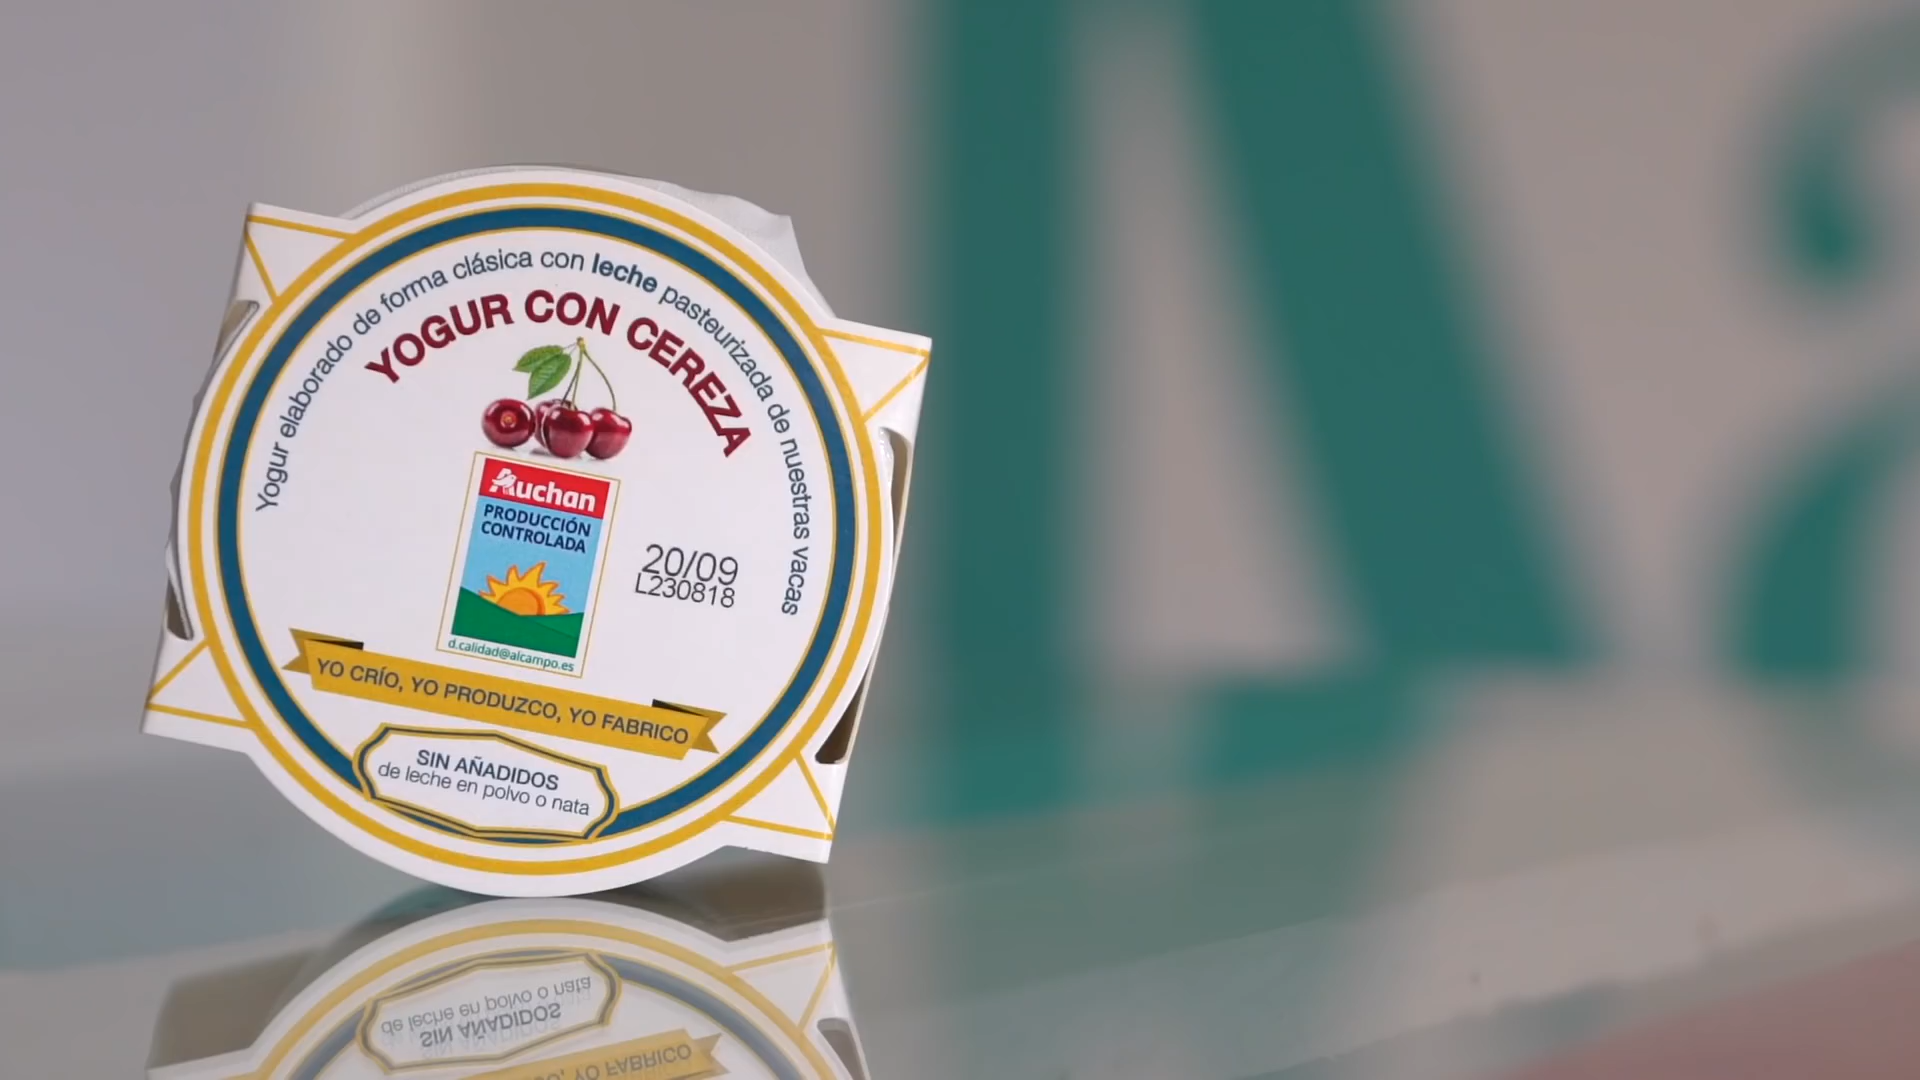 Yogur elaborado de forma clásica con leche pasteurizada de nuestras vacas
YOGUR CON CEREZA
Auchan
PRODUCCIÓN
CONTROLADA
20/09
L230818
d.calidad@alcampo.es
YO CRÍO, YO PRODUZCO, YO FABRICO
SIN AÑADIDOS
de leche en polvo o nata